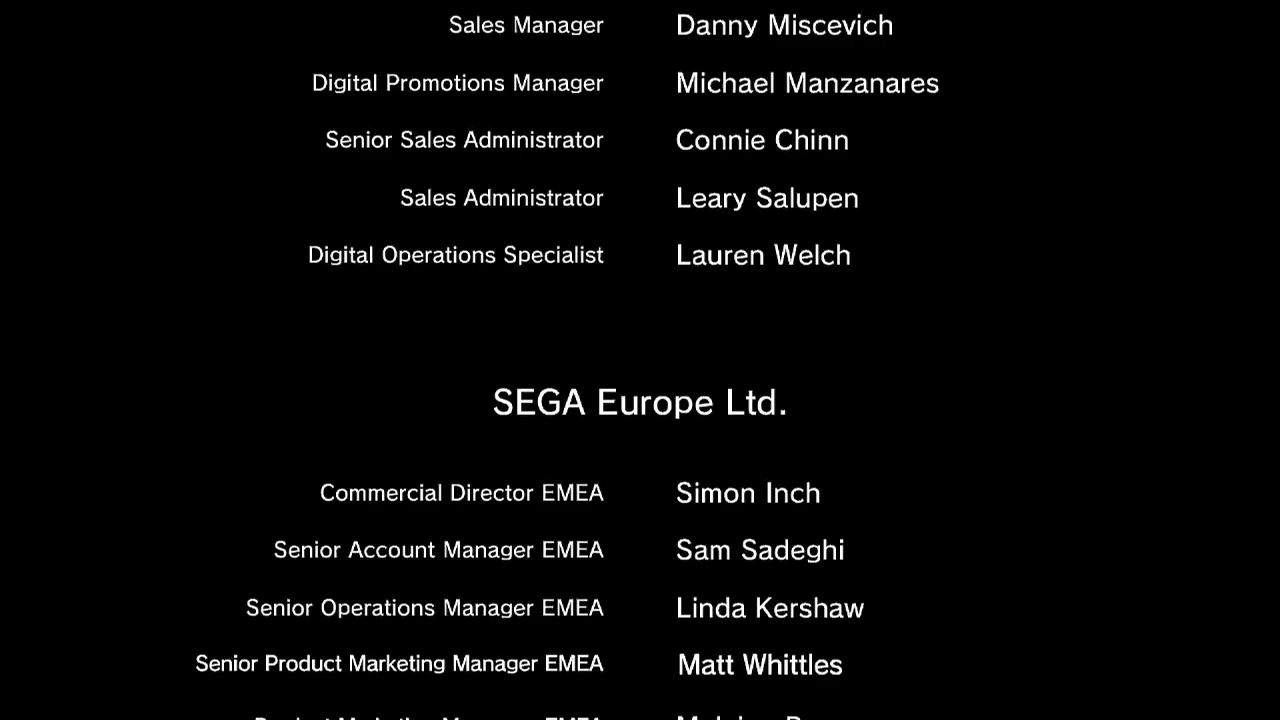 Sales Manager Danny Miscevich
Digital Promotions Manager Michael Manzanares
Senior Sales Administrator Connie Chinn
Sales Administrator Leary Salupen
Digital Operations Specialist Lauren Welch
SEGA Europe Ltd.
Commercial Director EMEA Simon Inch
Senior Account Manager EMEA Sam Sadeghi
Senior Operations Manager EMEA Linda Kershaw
Senior Product Marketing Manager EMEA Matt Whittles